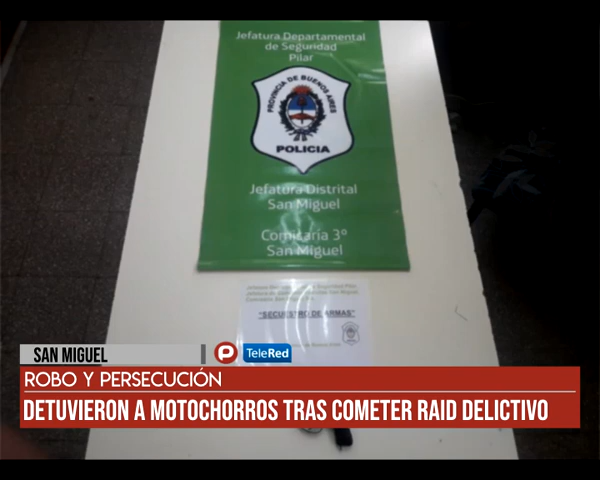 Jefatura Departamental
de Seguridad
Pilar
PROVINCIA DE BUENOS AIRES
POLICIA
Jefatura Distrital
San Miguel
Comisaría 3º
San Miguel
"SECUESTRO DE ARMAS"
SAN MIGUEL
P TeleRed
ROBO Y PERSECUCIÓN
DETUVIERON A MOTOCHORROS TRAS COMETER RAID DELICTIVO